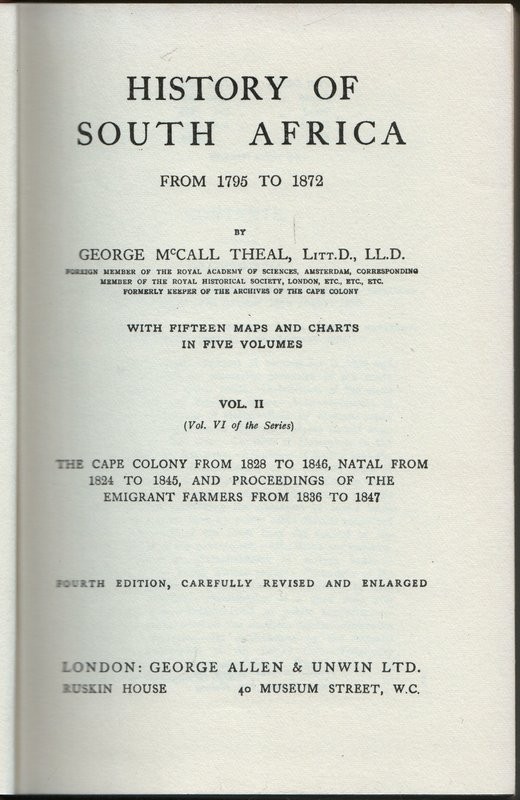 HISTORY OF
SOUTH AFRICA
FROM 1795 TO 1872
BY
GEORGE McCALL THEAL, LITT.D., LL.D.
FOREIGN MEMBER OF THE ROYAL ACADEMY OF SCIENCES, AMSTERDAM, CORRESPONDING
MEMBER OF THE ROYAL HISTORICAL SOCIETY, LONDON, ETC., ETC., ETC.
FORMERLY KEEPER OF THE ARCHIVES OF THE CAPE COLONY
WITH FIFTEEN MAPS AND CHARTS
IN FIVE VOLUMES
VOL. II
(Vol. VI of the Series)
THE CAPE COLONY FROM 1828 TO 1846, NATAL FROM
1824 TO 1845, AND PROCEEDINGS OF THE
EMIGRANT FARMERS FROM 1836 TO 1847
FOURTH EDITION, CAREFULLY REVISED AND ENLARGED
LONDON: GEORGE ALLEN & UNWIN LTD.
RUSKIN HOUSE 40 MUSEUM STREET, W.C.